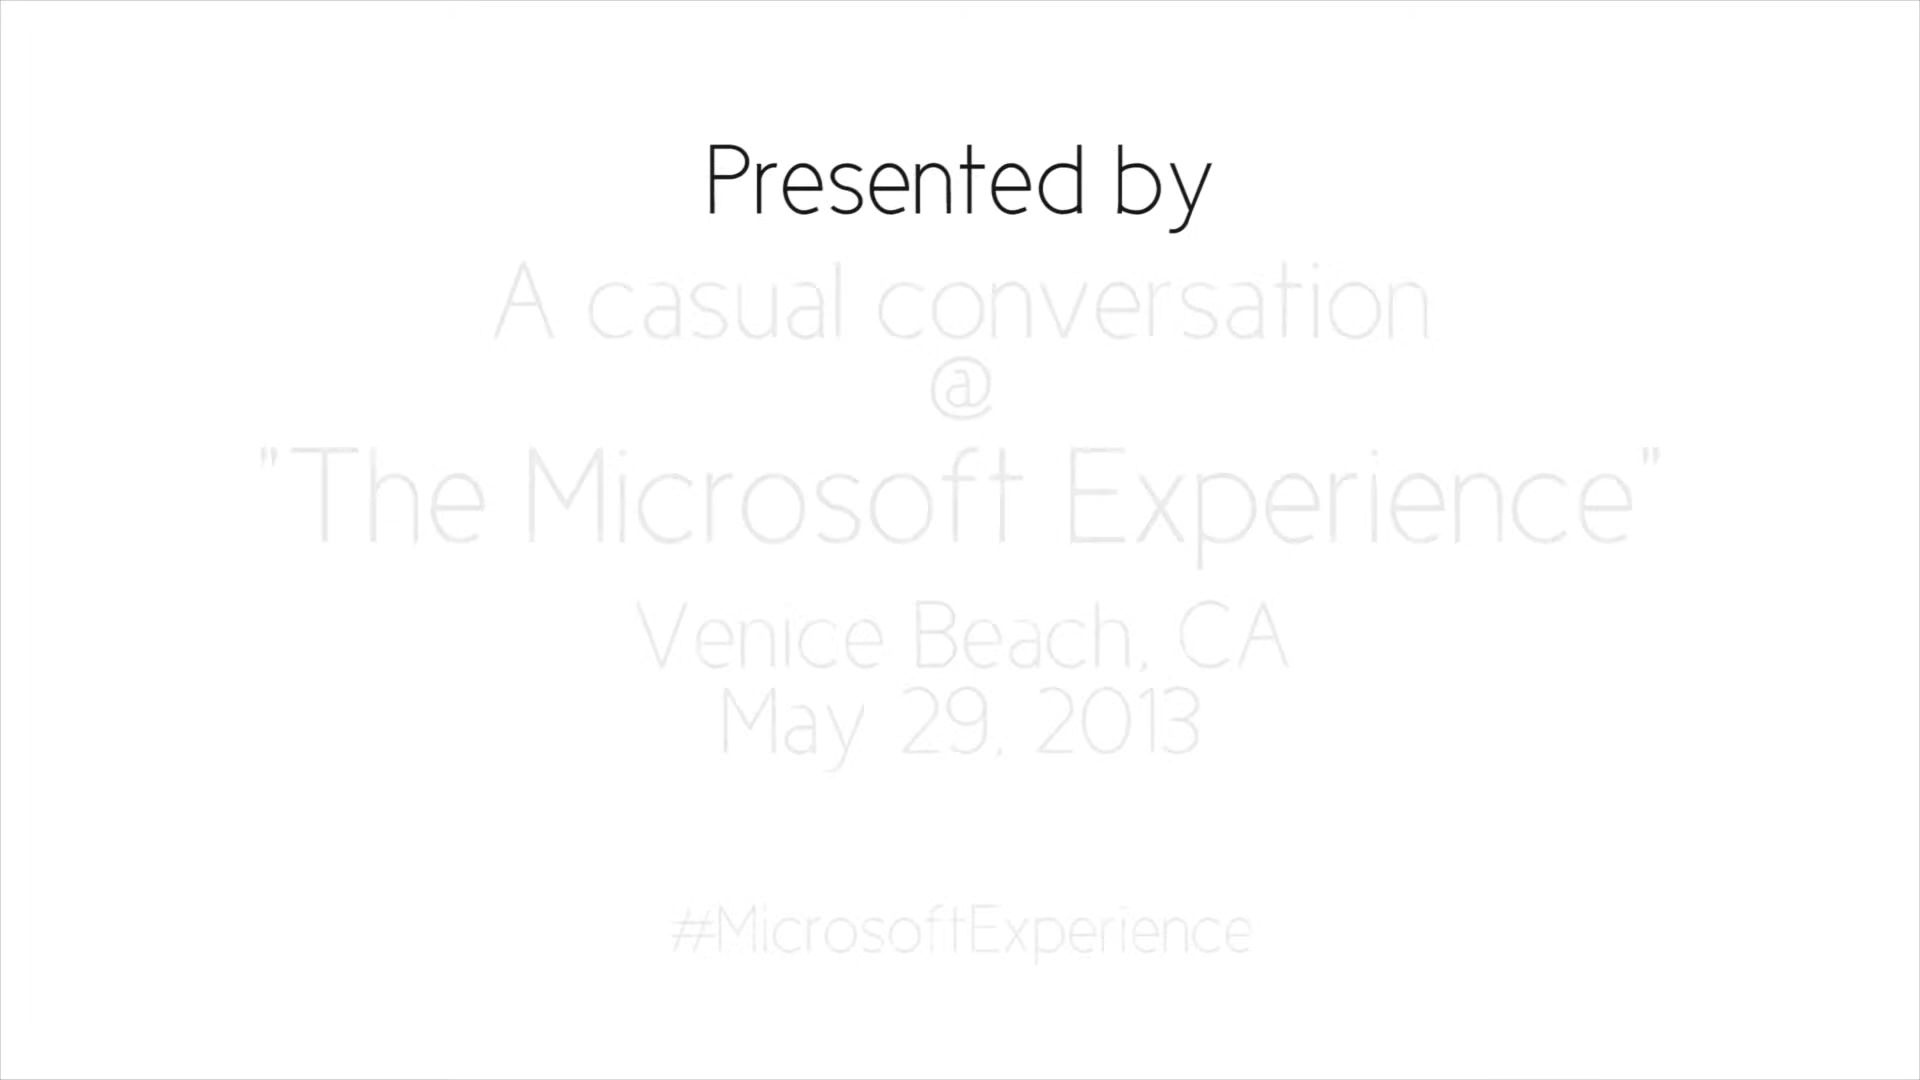 Presented by
A casual conversation
@
"The Microsoft Experience"
Venice Beach, CA
May 29, 2013
#MicrosoftExperience